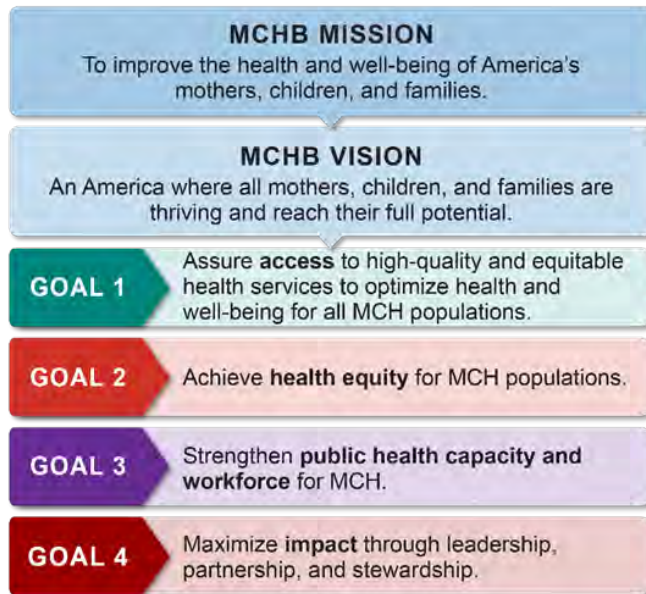 MCHB MISSION
To improve the health and well-being of America's
mothers, children, and families.
MCHB VISION
An America where all mothers, children, and families are
thriving and reach their full potential.
GOAL 1
Assure access to high-quality and equitable
health services to optimize health and
well-being for all MCH populations.
GOAL 2
Achieve health equity for MCH populations.
GOAL 3
Strengthen public health capacity and
workforce for MCH.
GOAL 4
Maximize impact through leadership,
partnership, and stewardship.